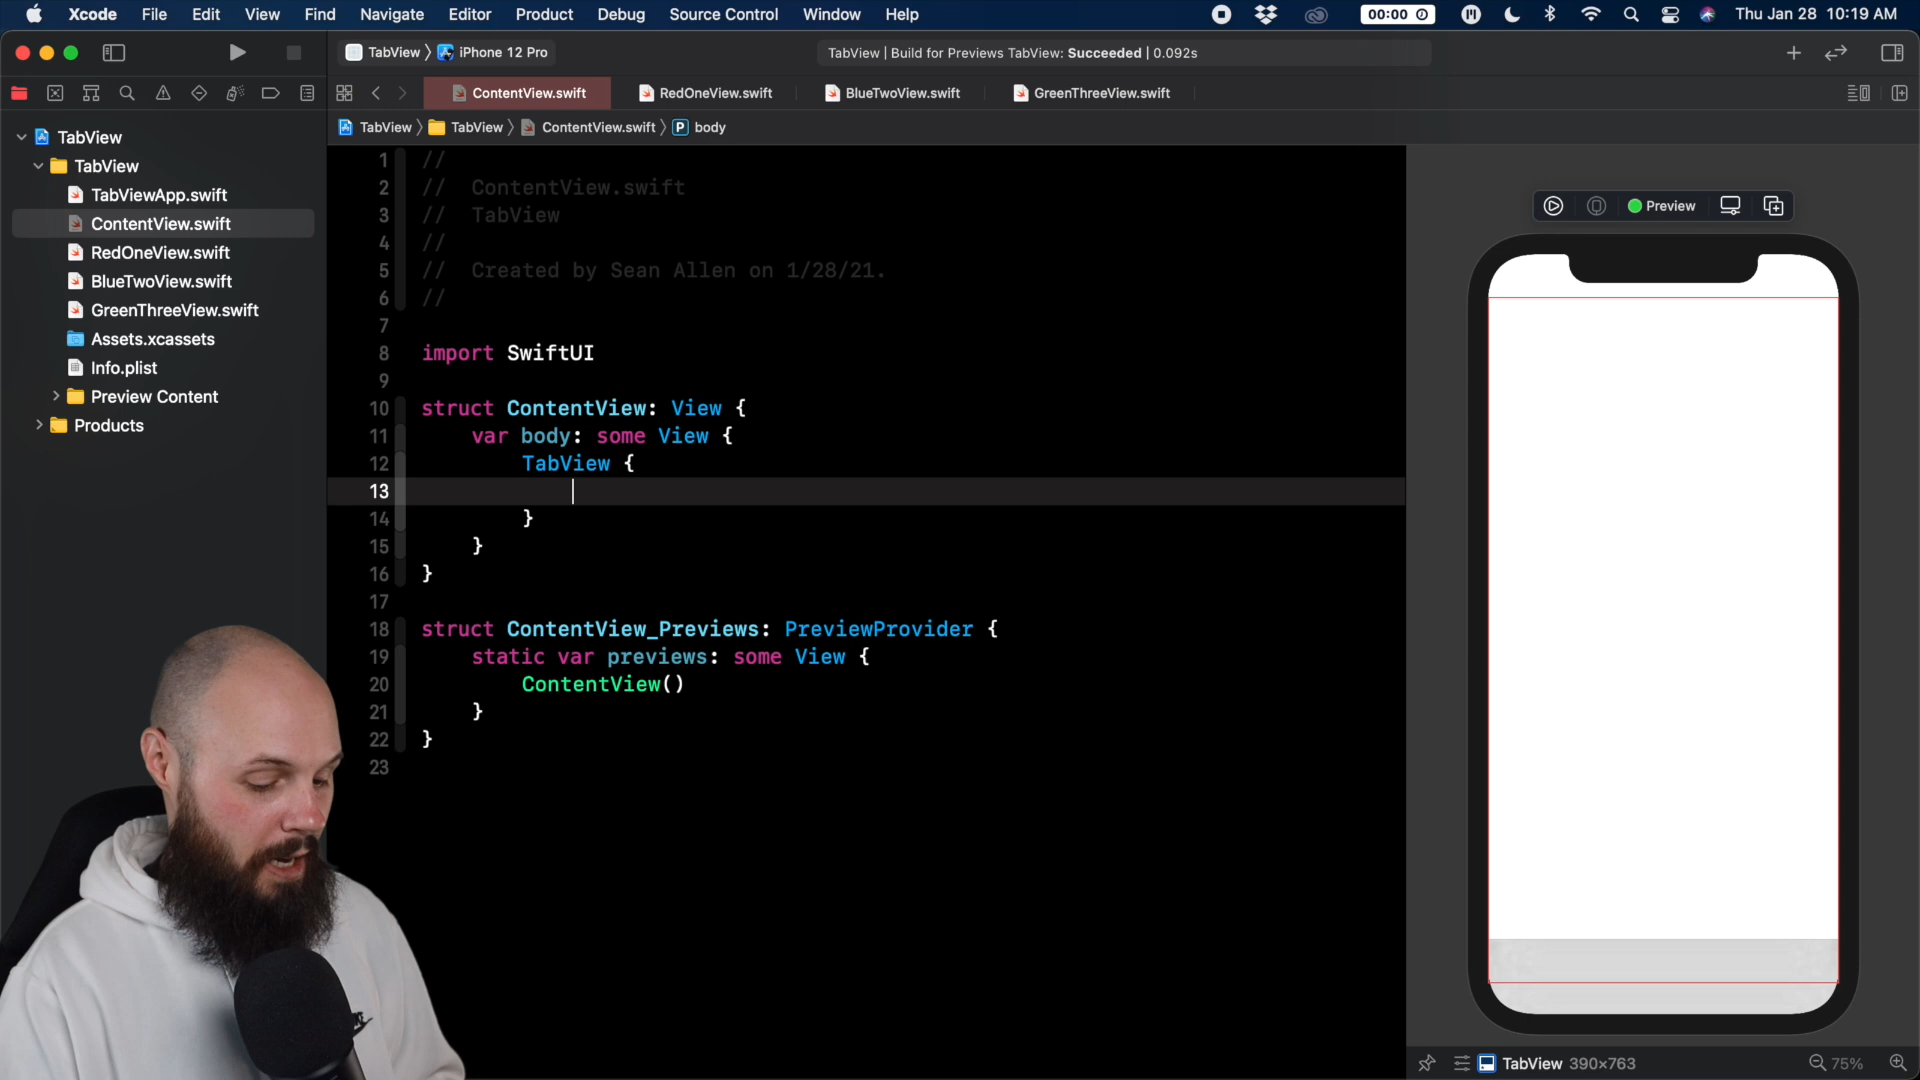 Xcode File Edit View Find Navigate Editor Product Debug Source Control Window Help 00:00 Thu Jan 28 10:19 AM
TabView iPhone 12 Pro TabView | Build for Previews TabView: Succeeded | 0.092s
ContentView.swift RedOneView.swift BlueTwoView.swift GreenThreeView.swift
TabView TabView ContentView.swift P body
TabView
TabView
TabViewApp.swift
ContentView.swift
RedOneView.swift
BlueTwoView.swift
GreenThreeView.swift
Assets.xcassets
Info.plist
Preview Content
Products
1 //
2 // ContentView.swift
3 // TabView
4 //
5 // Created by Sean Allen on 1/28/21.
6 //
7
8 import SwiftUI
9
10 struct ContentView: View {
11 var body: some View {
12 TabView {
13
14 }
15 }
16 }
17
18 struct ContentView_Previews: PreviewProvider {
19 static var previews: some View {
20 ContentView()
21 }
22 }
23
Preview
TabView 390×763 75%